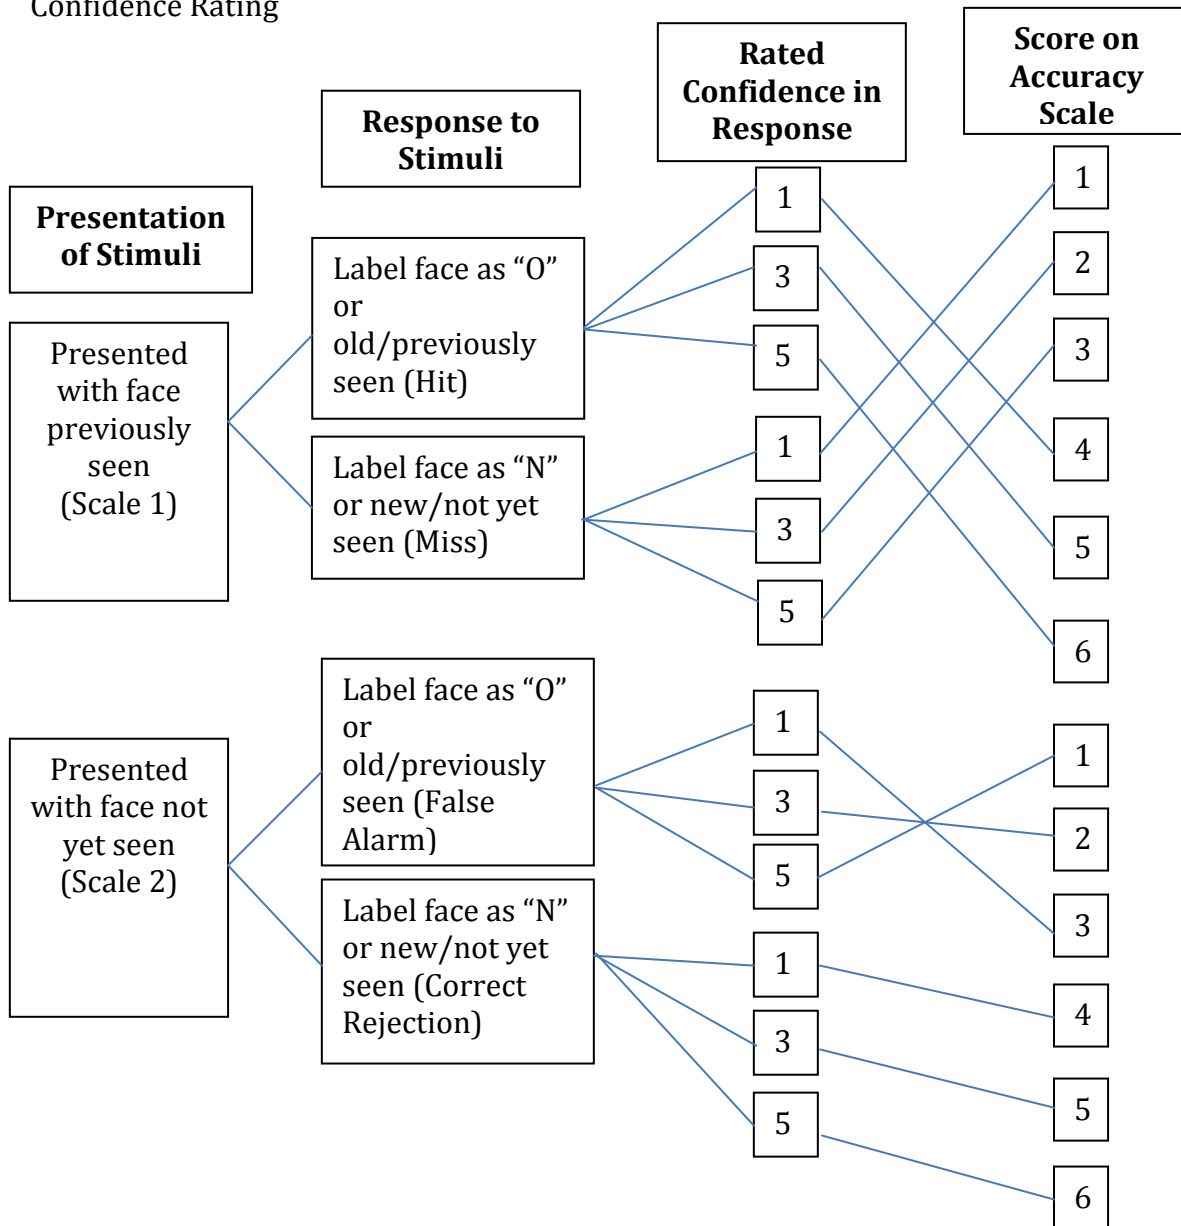 Confidence Rating
Presentation
of Stimuli
Response to
Stimuli
Rated
Confidence in
Response
Score on
Accuracy
Scale
Presented
with face
previously
seen
(Scale 1)
Label face as “O”
or
old/previously
seen (Hit)
1
3
5
Label face as “N”
or new/not yet
seen (Miss)
1
3
5
1
2
3
4
5
6
Presented
with face not
yet seen
(Scale 2)
Label face as “O”
or
old/previously
seen (False
Alarm)
1
3
5
Label face as “N”
or new/not yet
seen (Correct
Rejection)
1
3
5
1
2
3
4
5
6